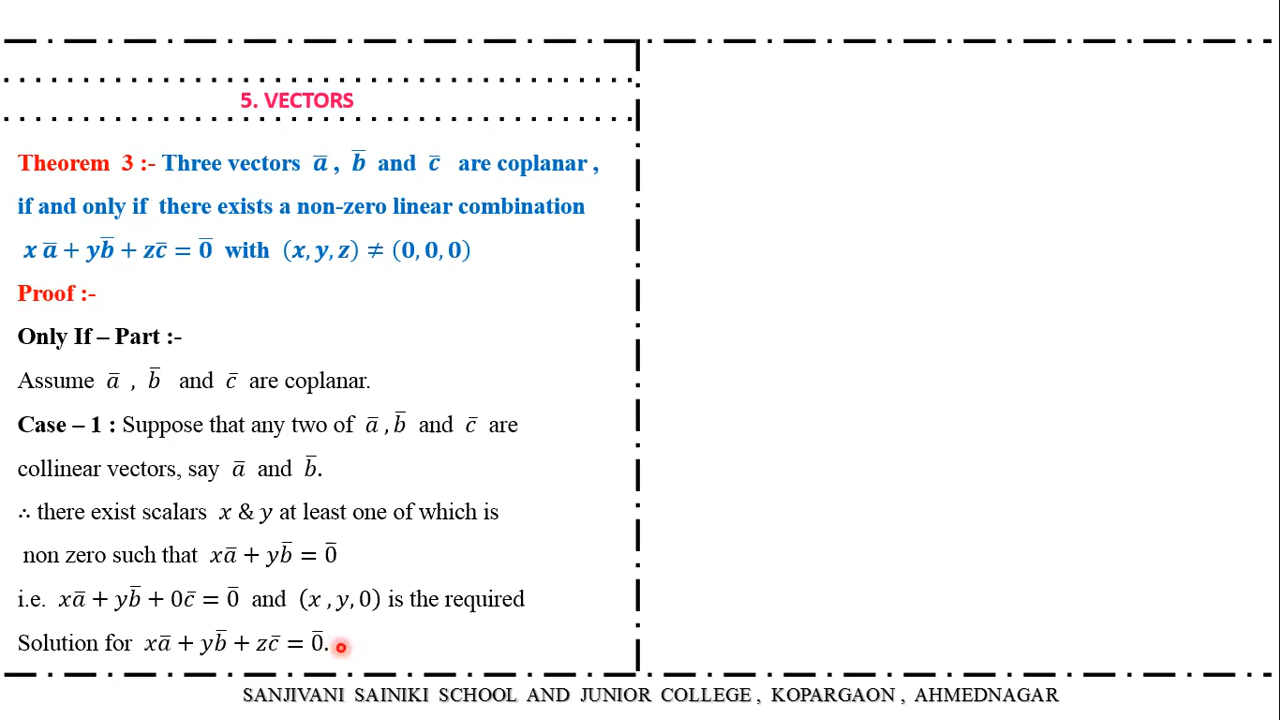 5. VECTORS
Theorem 3 :- Three vectors a̅ , b̅ and c̅ are coplanar ,
if and only if there exists a non-zero linear combination
x a̅ + yb̅ + zc̅ = 0̅ with (x, y, z) ≠ (0, 0, 0)
Proof :-
Only If – Part :-
Assume a̅ , b̅ and c̅ are coplanar.
Case – 1 : Suppose that any two of a̅ , b̅ and c̅ are
collinear vectors, say a̅ and b̅.
∴ there exist scalars x & y at least one of which is
non zero such that xa̅ + yb̅ = 0̅
i.e. xa̅ + yb̅ + 0c̅ = 0̅ and (x , y, 0) is the required
Solution for xa̅ + yb̅ + zc̅ = 0̅.
SANJIVANI SAINIKI SCHOOL AND JUNIOR COLLEGE , KOPARGAON , AHMEDNAGAR